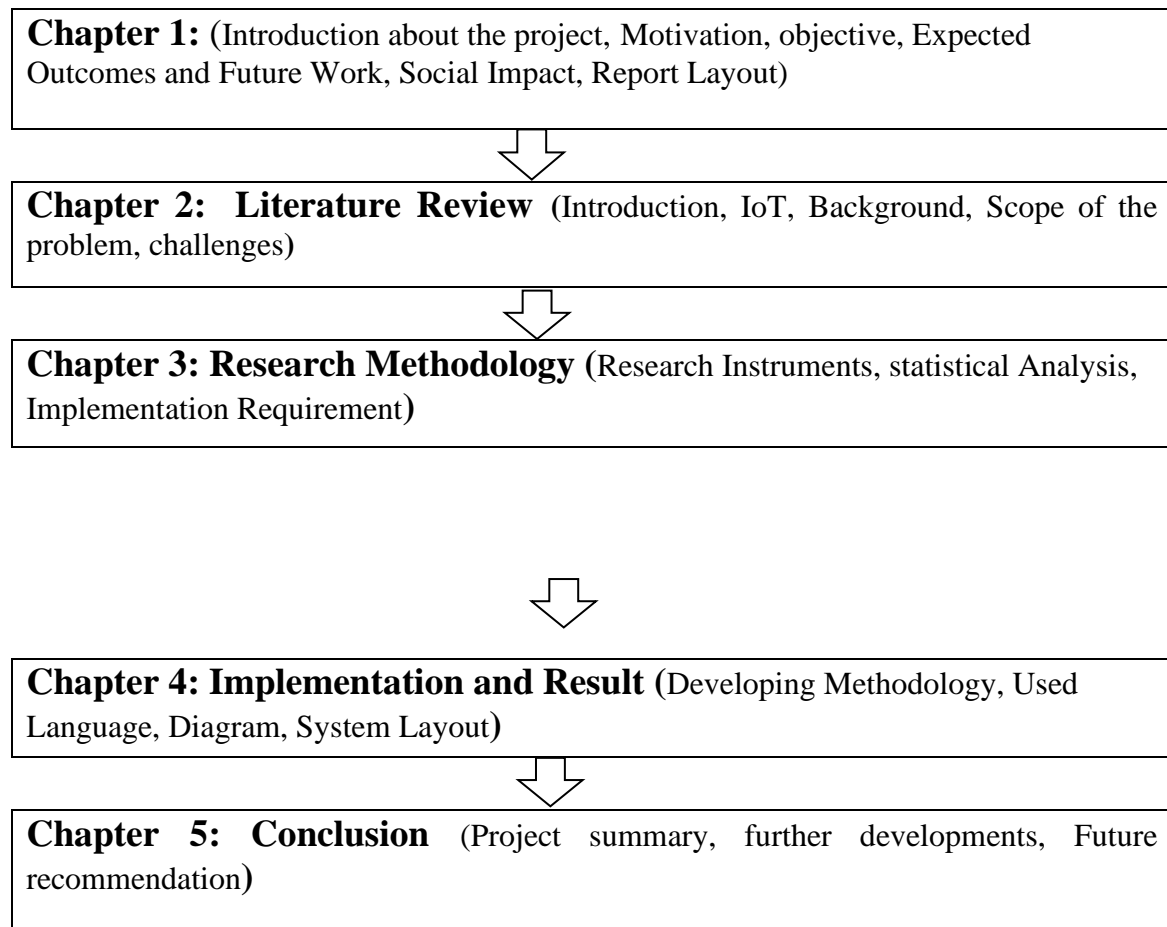 Chapter 1: (Introduction about the project, Motivation, objective, Expected
Outcomes and Future Work, Social Impact, Report Layout)
Chapter 2: Literature Review (Introduction, IoT, Background, Scope of the
problem, challenges)
Chapter 3: Research Methodology (Research Instruments, statistical Analysis,
Implementation Requirement)
Chapter 4: Implementation and Result (Developing Methodology, Used
Language, Diagram, System Layout)
Chapter 5: Conclusion (Project summary, further developments, Future
recommendation)